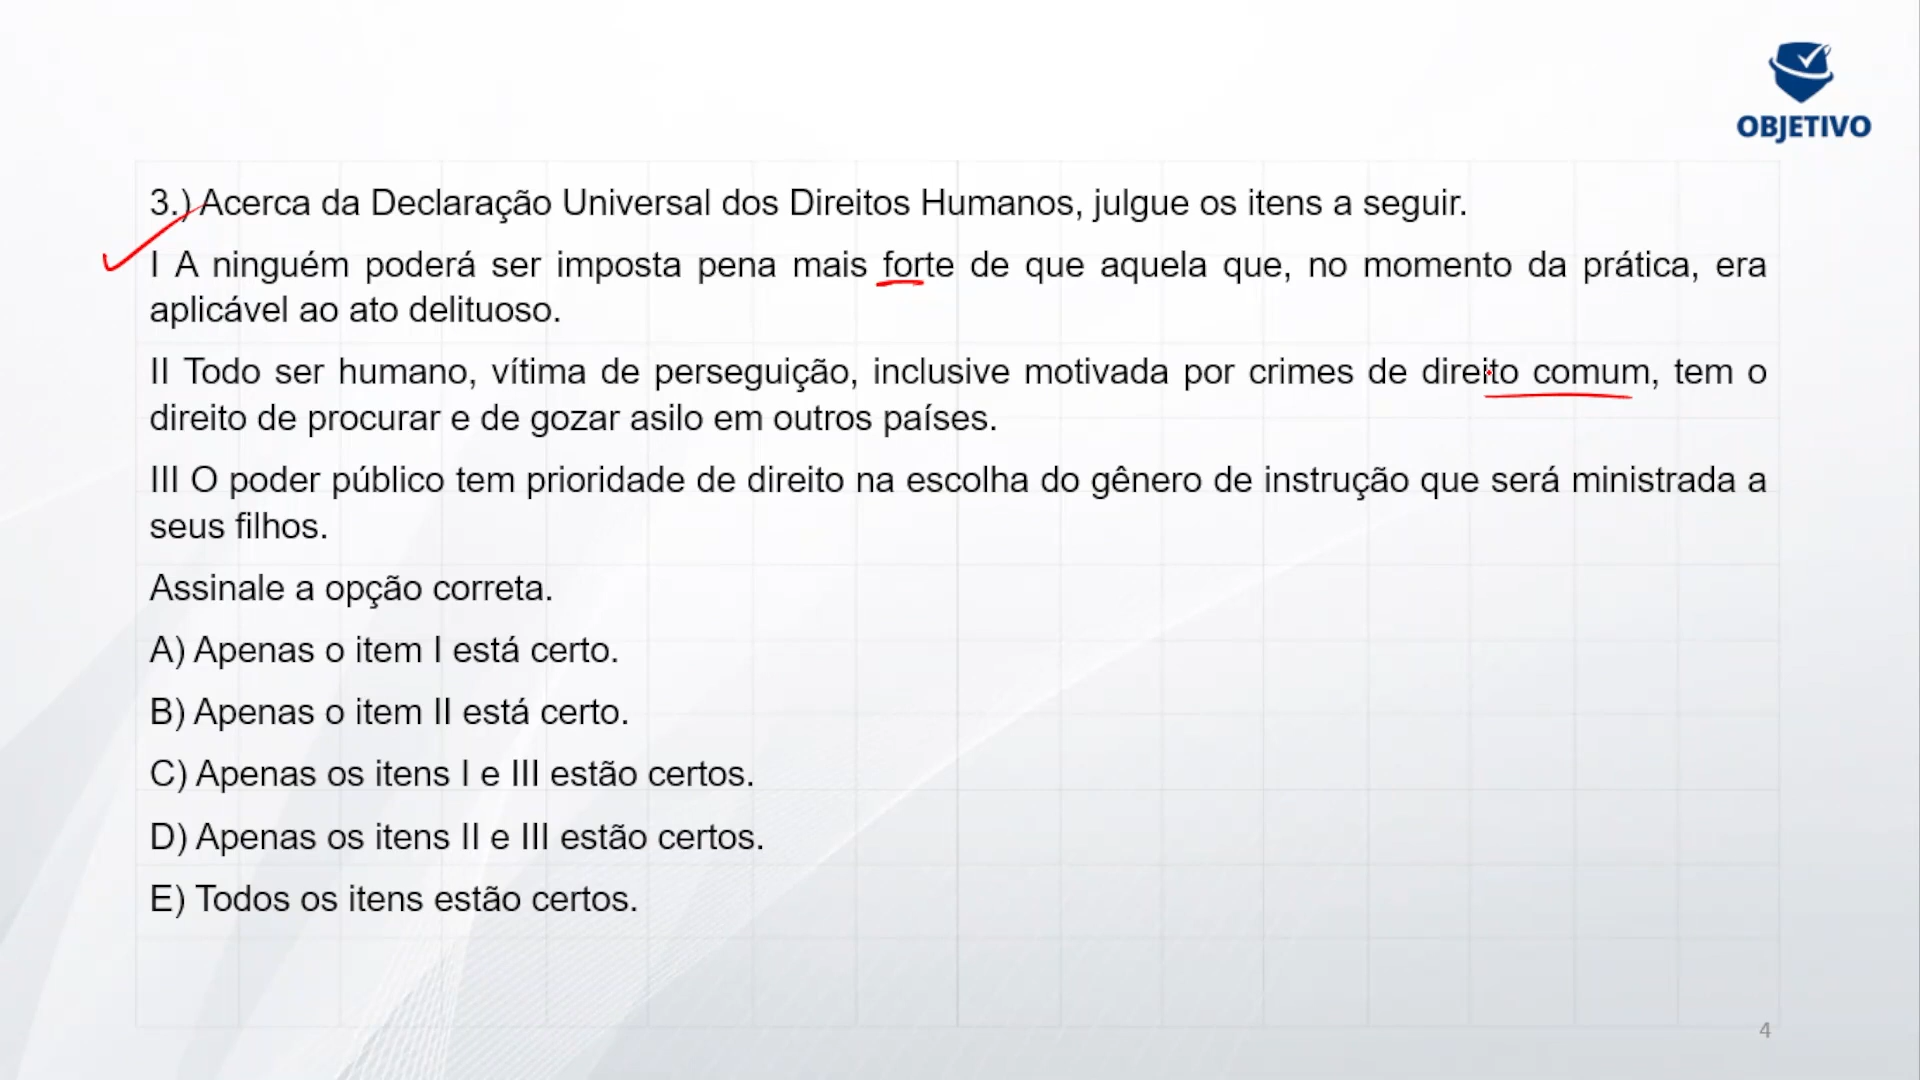 OBJETIVO
3.) Acerca da Declaração Universal dos Direitos Humanos, julgue os itens a seguir.
I A ninguém poderá ser imposta pena mais forte de que aquela que, no momento da prática, era
aplicável ao ato delituoso.
II Todo ser humano, vítima de perseguição, inclusive motivada por crimes de direito comum, tem o
direito de procurar e de gozar asilo em outros países.
III O poder público tem prioridade de direito na escolha do gênero de instrução que será ministrada a
seus filhos.
Assinale a opção correta.
A) Apenas o item I está certo.
B) Apenas o item II está certo.
C) Apenas os itens I e III estão certos.
D) Apenas os itens II e III estão certos.
E) Todos os itens estão certos.
4